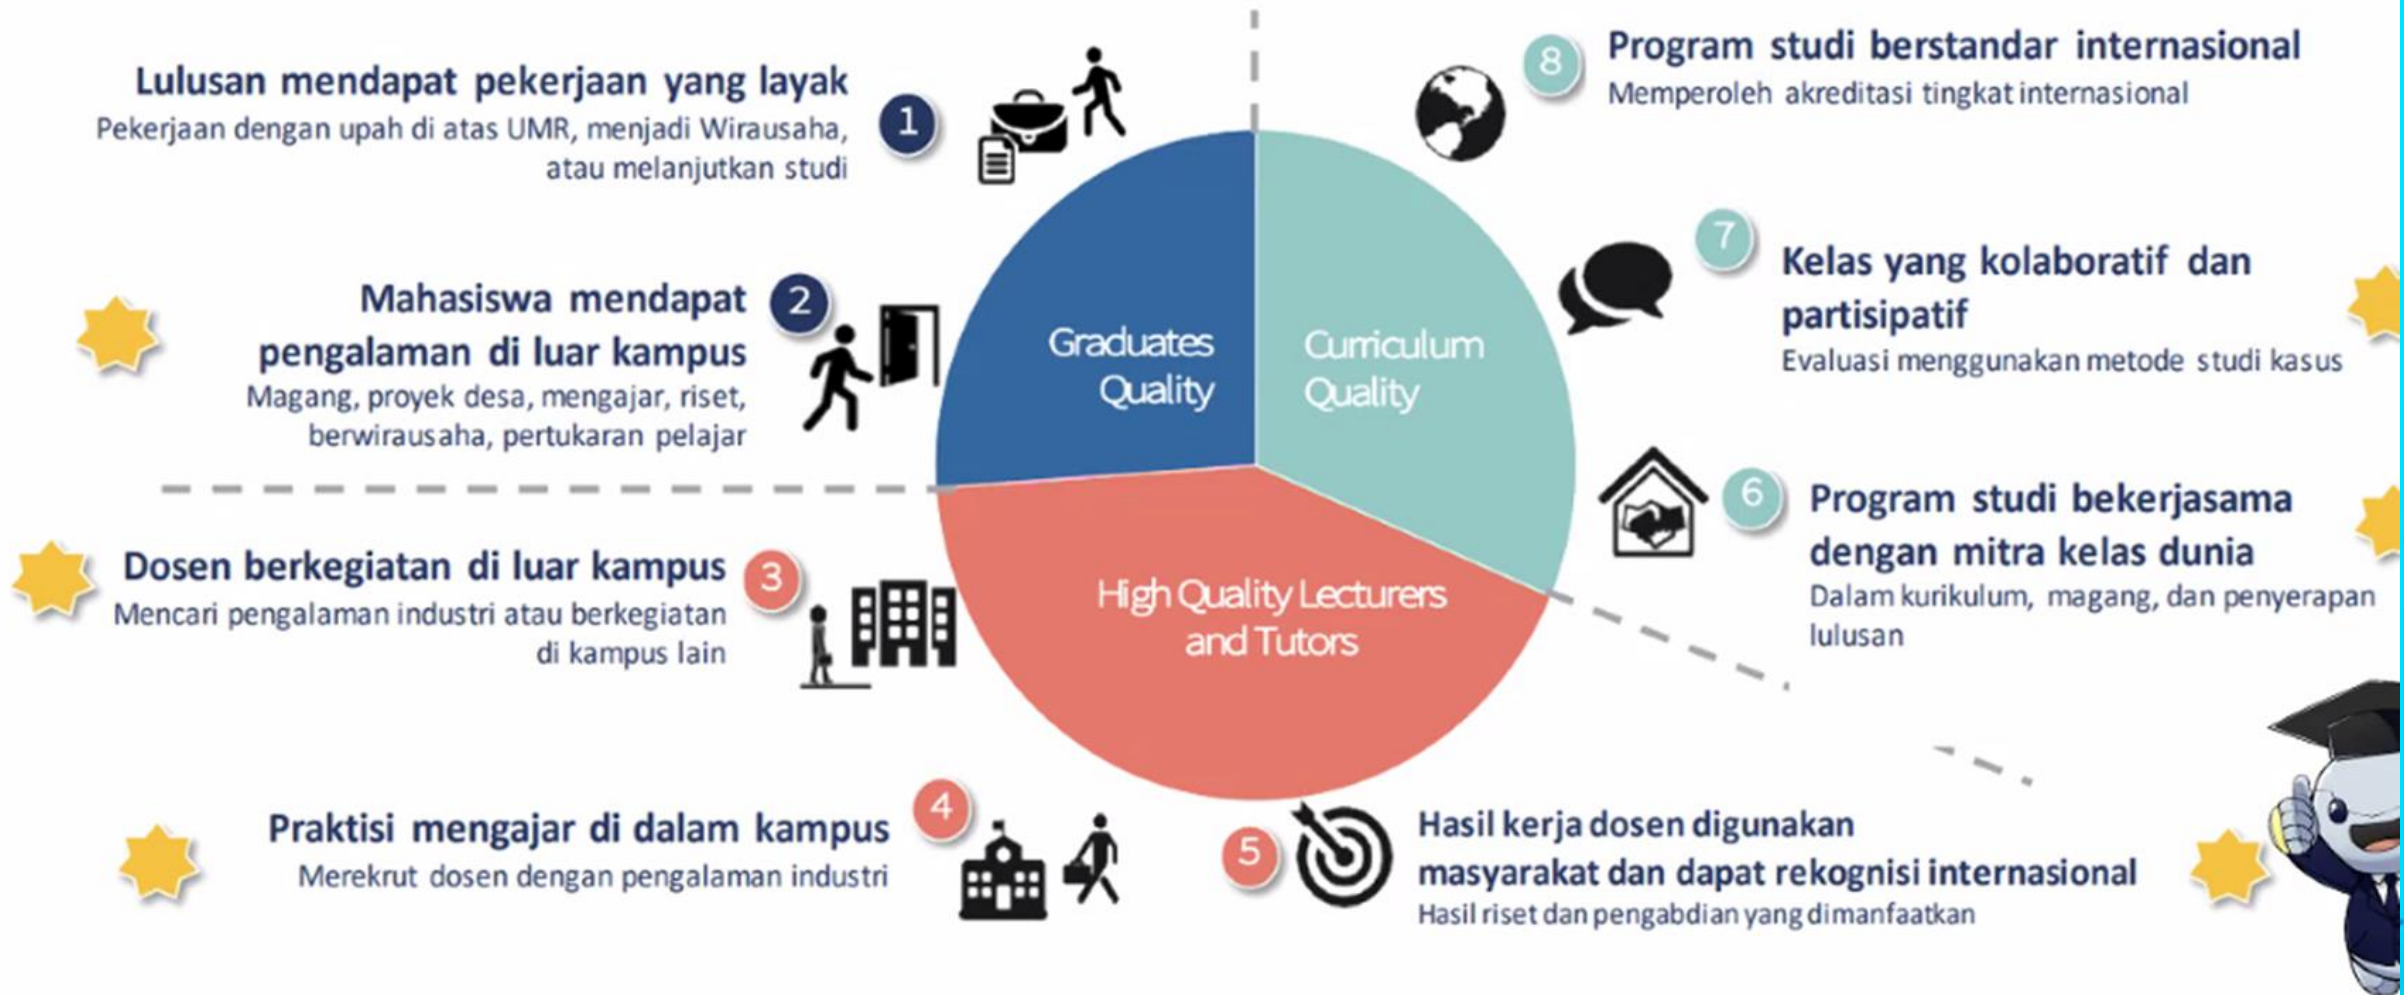 1
Lulusan mendapat pekerjaan yang layak
Pekerjaan dengan upah di atas UMR, menjadi Wirausaha,
atau melanjutkan studi
2
Mahasiswa mendapat
pengalaman di luar kampus
Magang, proyek desa, mengajar, riset,
berwirausaha, pertukaran pelajar
3
Dosen berkegiatan di luar kampus
Mencari pengalaman industri atau berkegiatan
di kampus lain
4
Praktisi mengajar di dalam kampus
Merekrut dosen dengan pengalaman industri
5
Hasil kerja dosen digunakan
masyarakat dan dapat rekognisi internasional
Hasil riset dan pengabdian yang dimanfaatkan
6
Program studi bekerjasama
dengan mitra kelas dunia
Dalam kurikulum, magang, dan penyerapan
lulusan
7
Kelas yang kolaboratif dan
partisipatif
Evaluasi menggunakan metode studi kasus
8
Program studi berstandar internasional
Memperoleh akreditasi tingkat internasional
Graduates
Quality
Curriculum
Quality
High Quality Lecturers
and Tutors